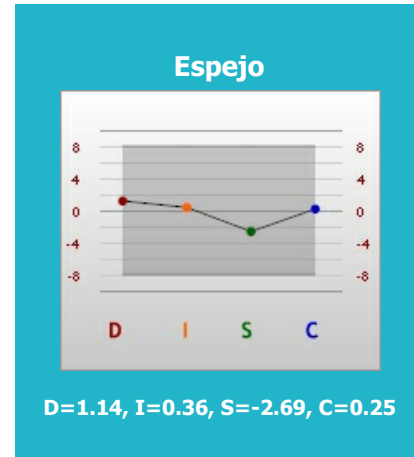 Espejo
8 8
4 4
0 0
-4 -4
-8 -8
D I S C
D=1.14, I=0.36, S=-2.69, C=0.25